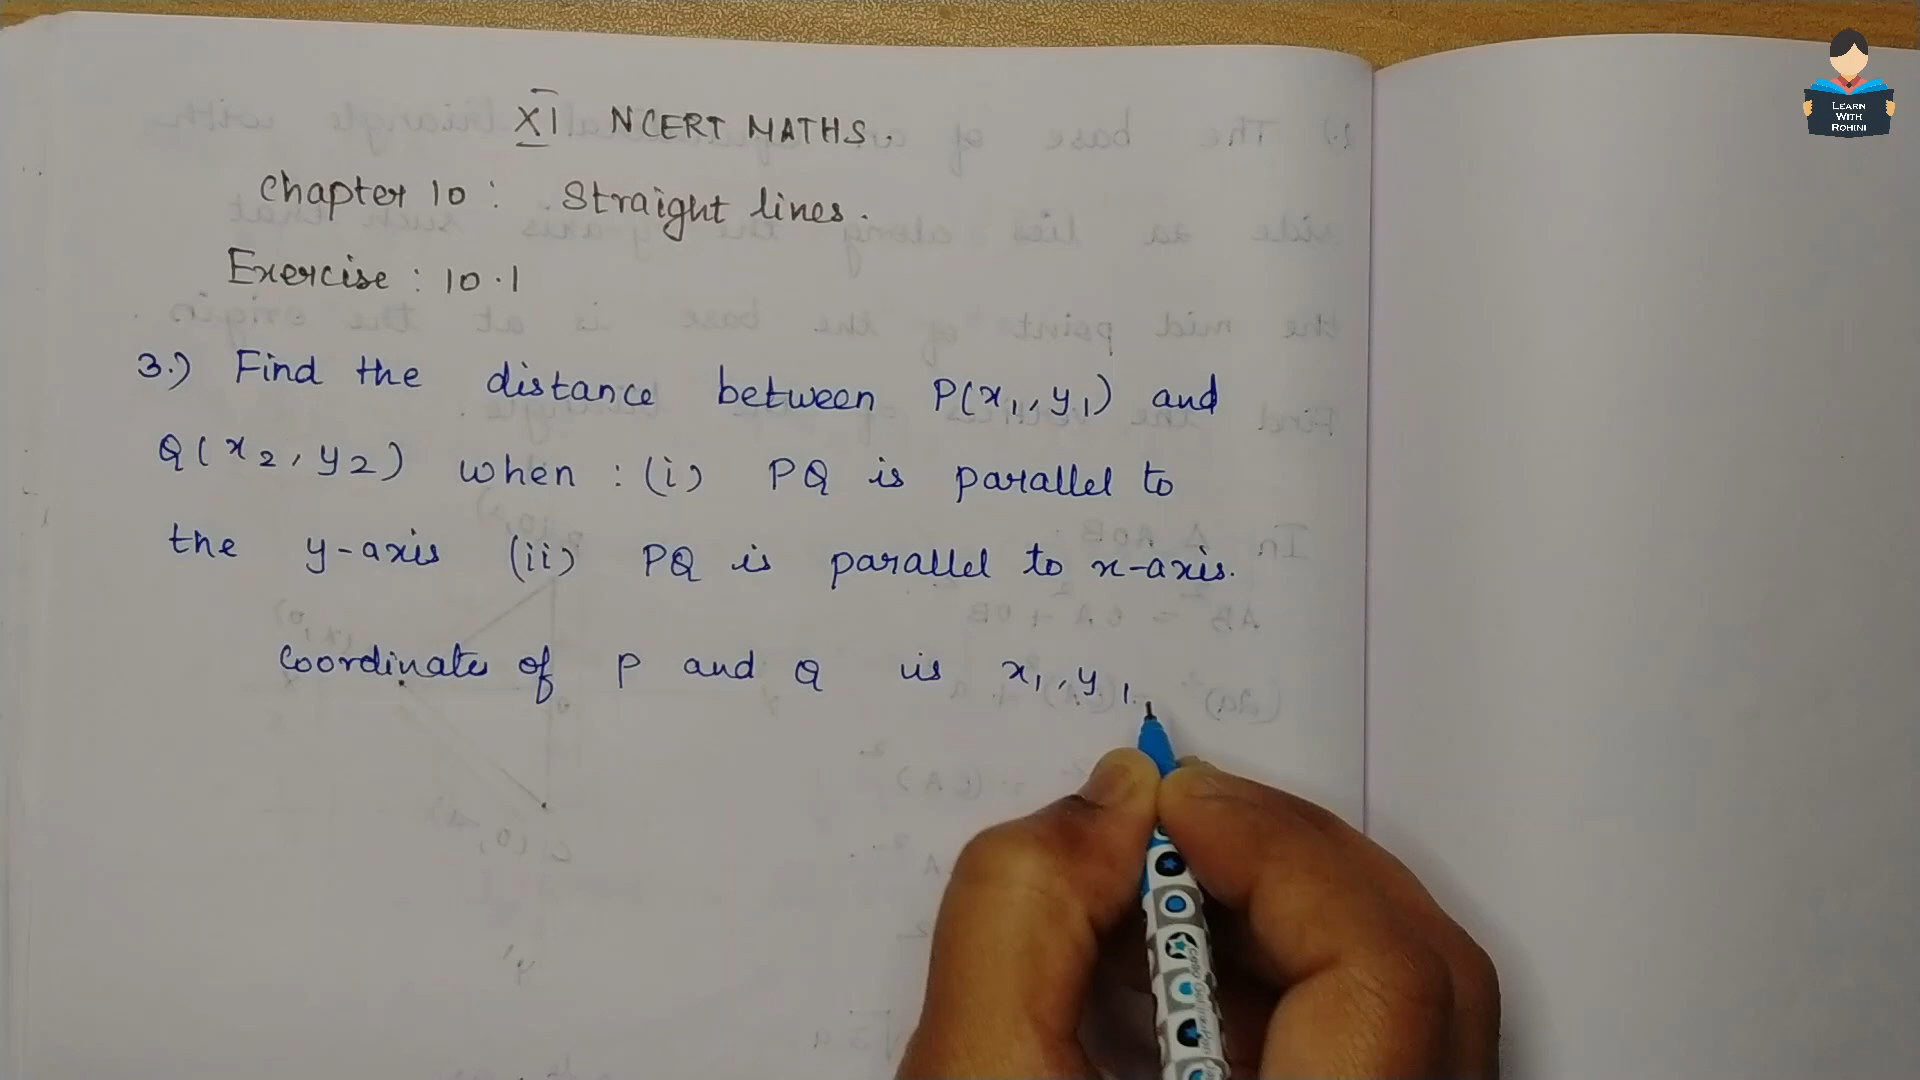 XI NCERT MATHS.
Chapter 10 : Straight lines.
Exercise : 10.1
3.) Find the distance between P(x₁, y₁) and
Q(x₂, y₂) when : (i) PQ is parallel to
the y-axis (ii) PQ is parallel to x-axis.
Coordinate of P and Q is x₁, y₁
LEARN
WITH
ROHINI